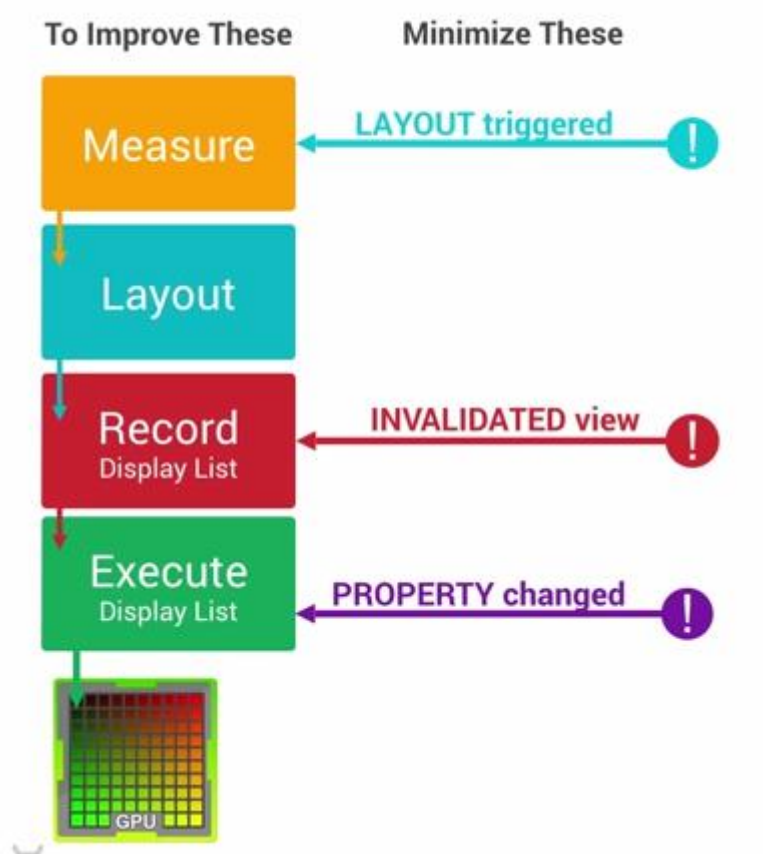 To Improve These
Minimize These
Measure
LAYOUT triggered
!
Layout
Record
Display List
INVALIDATED view
!
Execute
Display List
PROPERTY changed
!
GPU